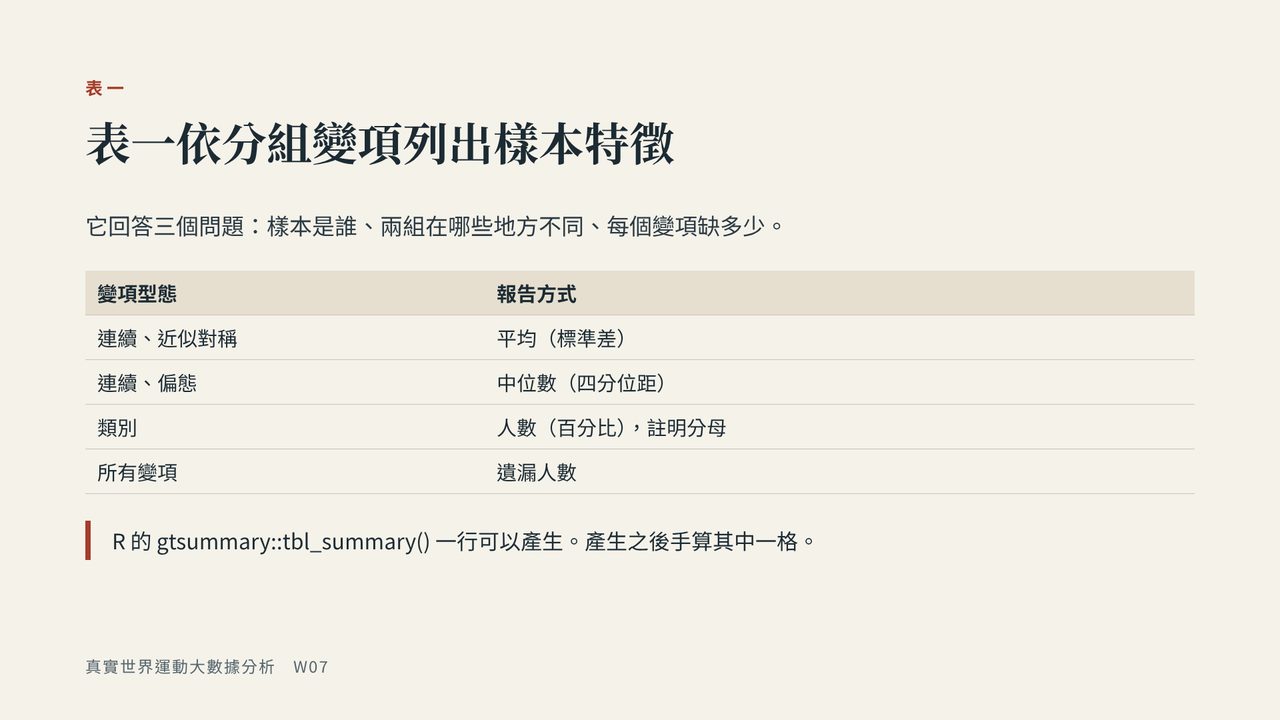 表一
表一依分組變項列出樣本特徵
它回答三個問題：樣本是誰、兩組在哪些地方不同、每個變項缺多少。
變項型態 報告方式
連續、近似對稱 平均（標準差）
連續、偏態 中位數（四分位距）
類別 人數（百分比），註明分母
所有變項 遺漏人數
R 的 gtsummary::tbl_summary() 一行可以產生。產生之後手算其中一格。
真實世界運動大數據分析 W07